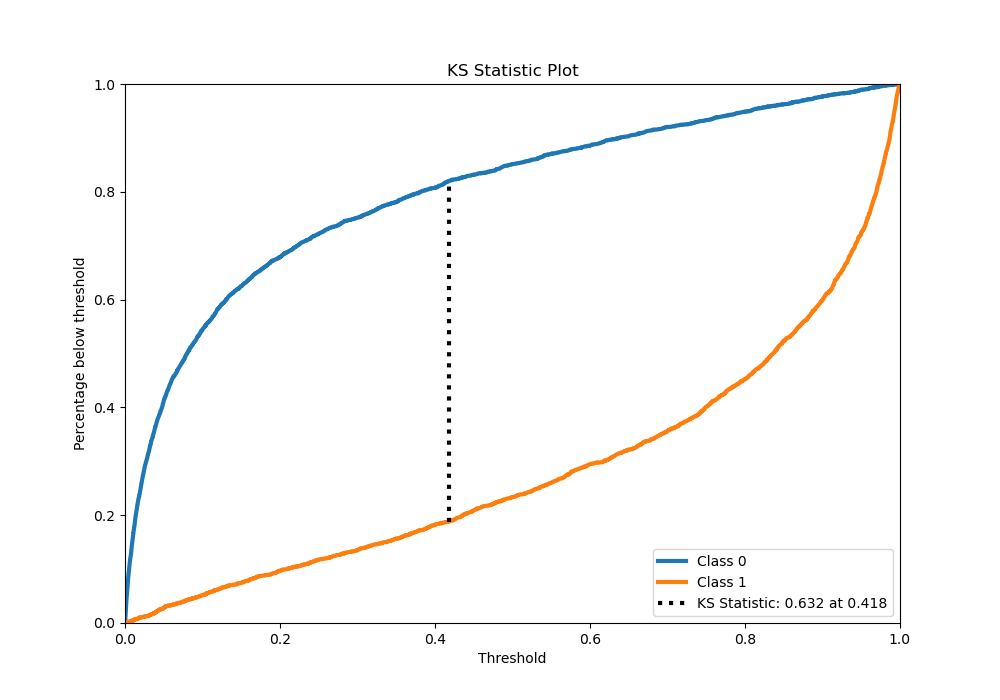 KS Statistic Plot
Percentage below threshold
1.0
0.8
0.6
0.4
0.2
0.0
0.0 0.2 0.4 0.6 0.8 1.0
Threshold
Class 0
Class 1
KS Statistic: 0.632 at 0.418